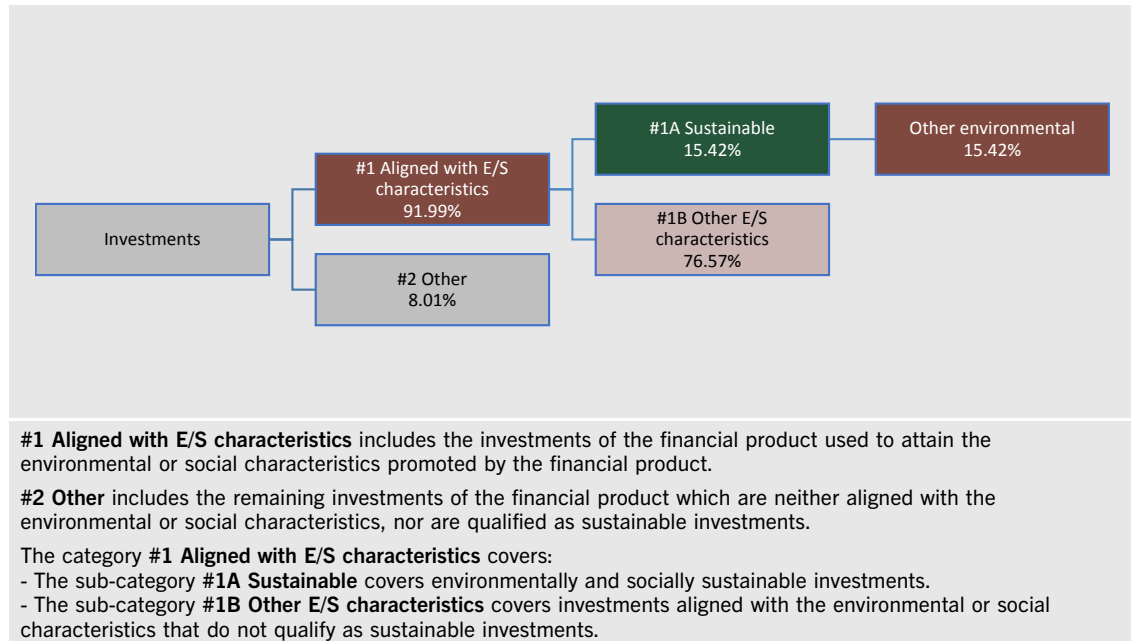 Investments
#1 Aligned with E/S
characteristics
91.99%
#2 Other
8.01%
#1A Sustainable
15.42%
#1B Other E/S
characteristics
76.57%
Other environmental
15.42%
#1 Aligned with E/S characteristics includes the investments of the financial product used to attain the
environmental or social characteristics promoted by the financial product.
#2 Other includes the remaining investments of the financial product which are neither aligned with the
environmental or social characteristics, nor are qualified as sustainable investments.
The category #1 Aligned with E/S characteristics covers:
- The sub-category #1A Sustainable covers environmentally and socially sustainable investments.
- The sub-category #1B Other E/S characteristics covers investments aligned with the environmental or social
characteristics that do not qualify as sustainable investments.